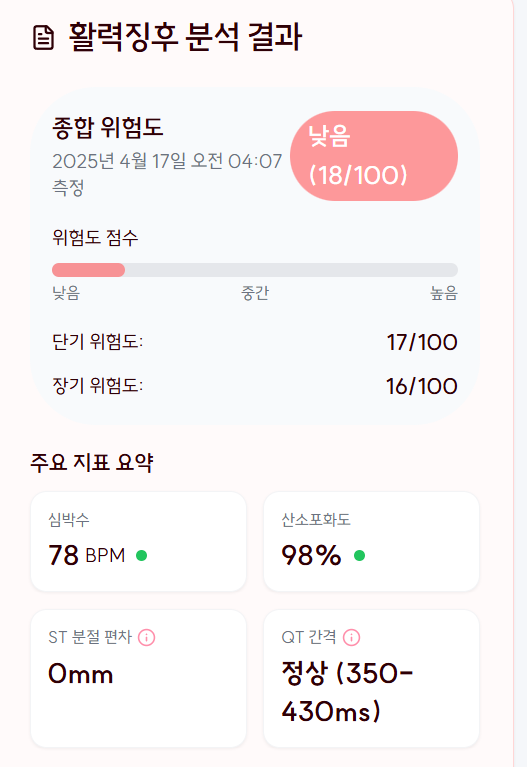 활력징후 분석 결과
종합 위험도
2025년 4월 17일 오전 04:07
측정
낮음
(18/100)
위험도 점수
낮음 중간 높음
단기 위험도: 17/100
장기 위험도: 16/100
주요 지표 요약
심박수
78 BPM
산소포화도
98%
ST 분절 편차
0mm
QT 간격
정상 (350-
430ms)